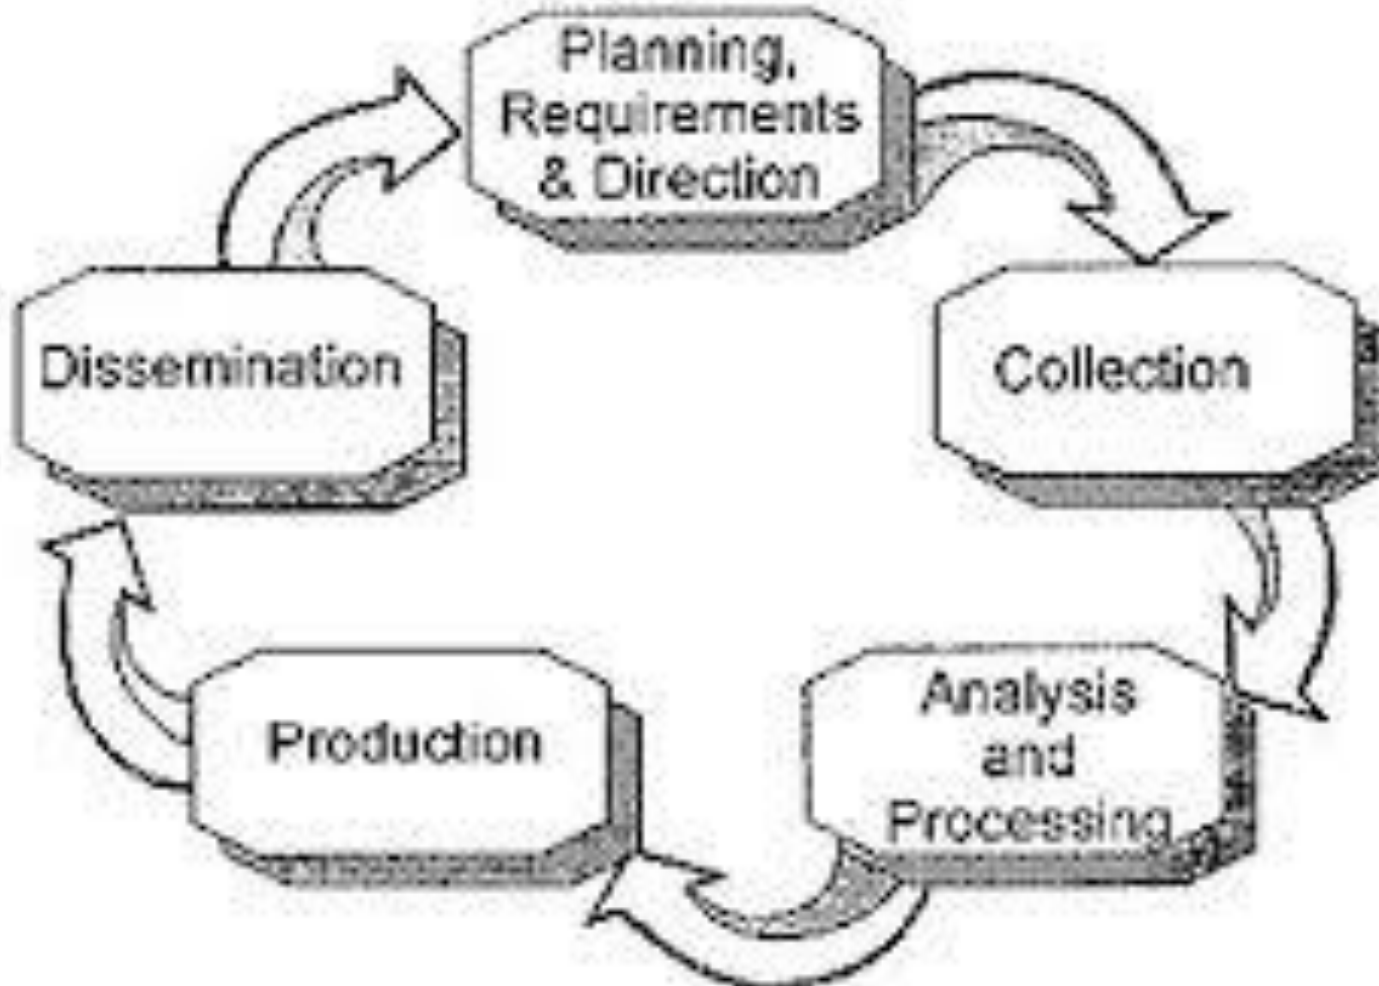 Planning,
Requirements
& Direction
Collection
Analysis
and
Processing
Production
Dissemination